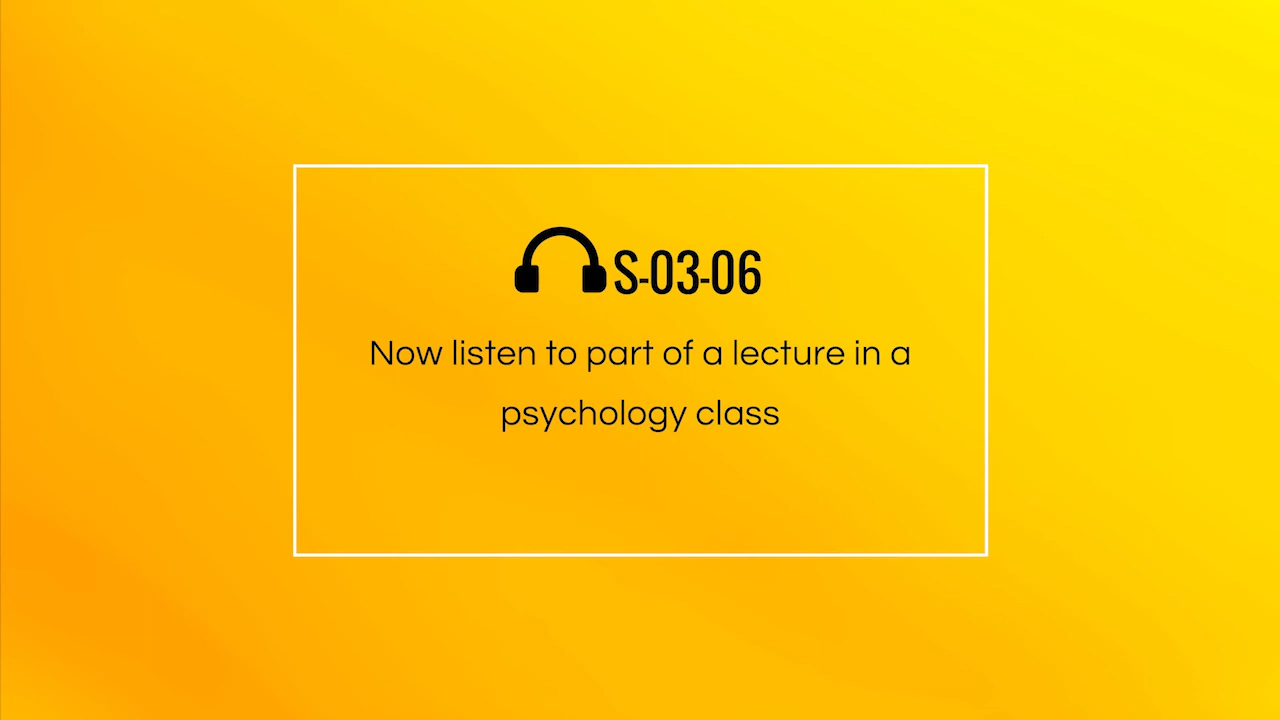 S-03-06
Now listen to part of a lecture in a
psychology class